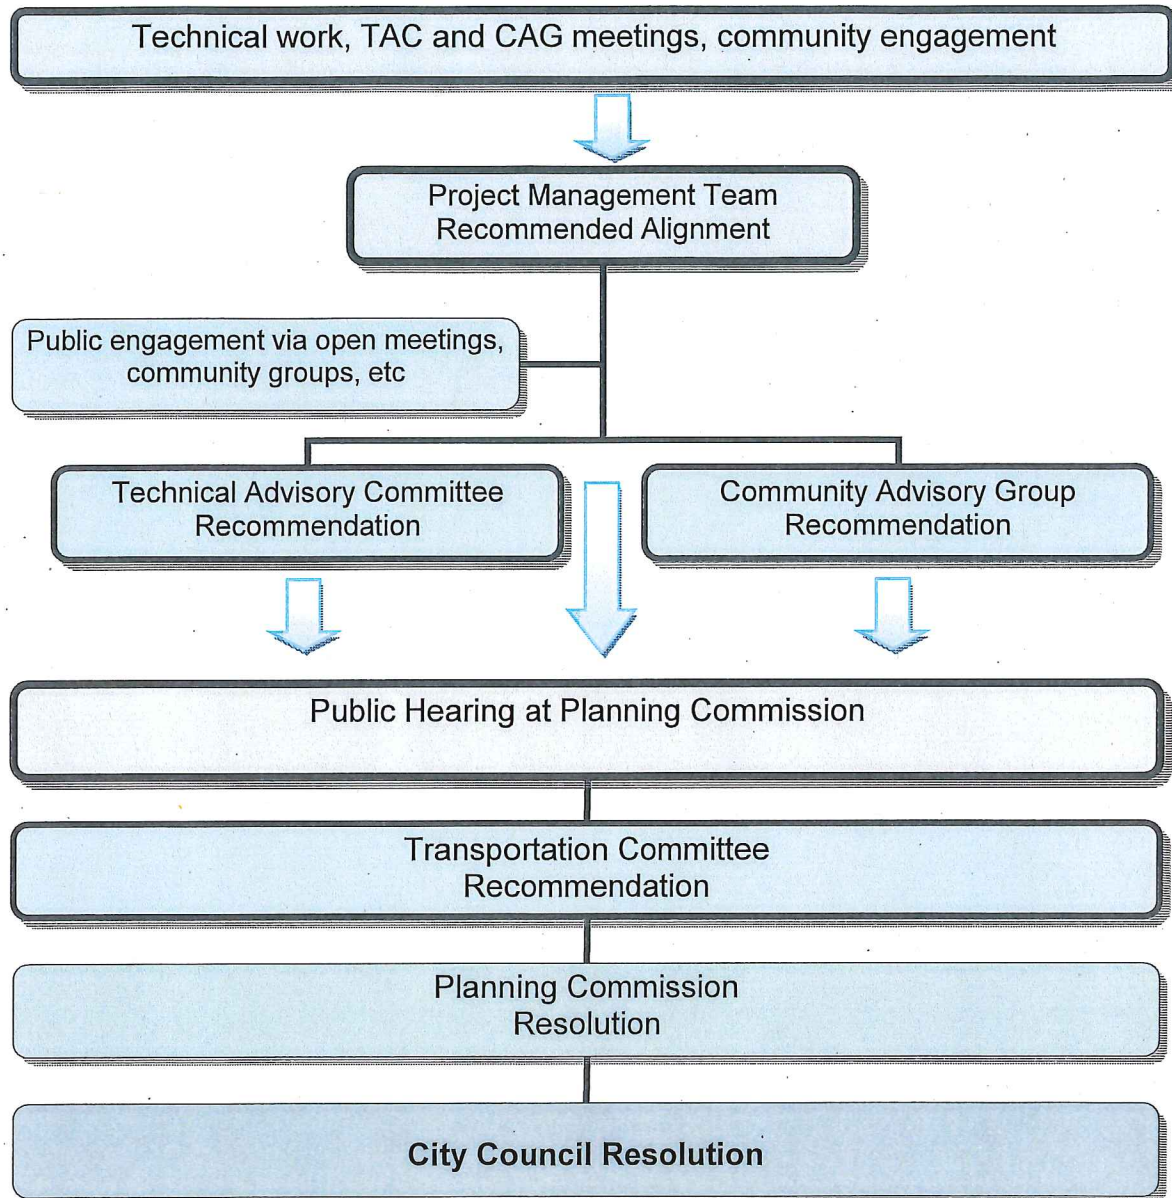 Technical work, TAC and CAG meetings, community engagement
Project Management Team
Recommended Alignment
Public engagement via open meetings,
community groups, etc
Technical Advisory Committee
Recommendation
Community Advisory Group
Recommendation
Public Hearing at Planning Commission
Transportation Committee
Recommendation
Planning Commission
Resolution
City Council Resolution